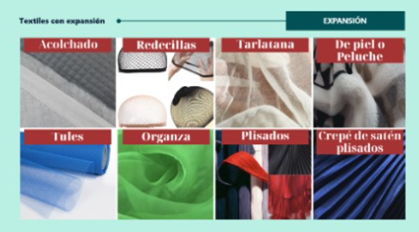 Textiles con expansión
EXPANSIÓN
Acolchado
Redecillas
Tarlatana
De piel o
Peluche
Tules
Organza
Plisados
Crepé de satén
plisados